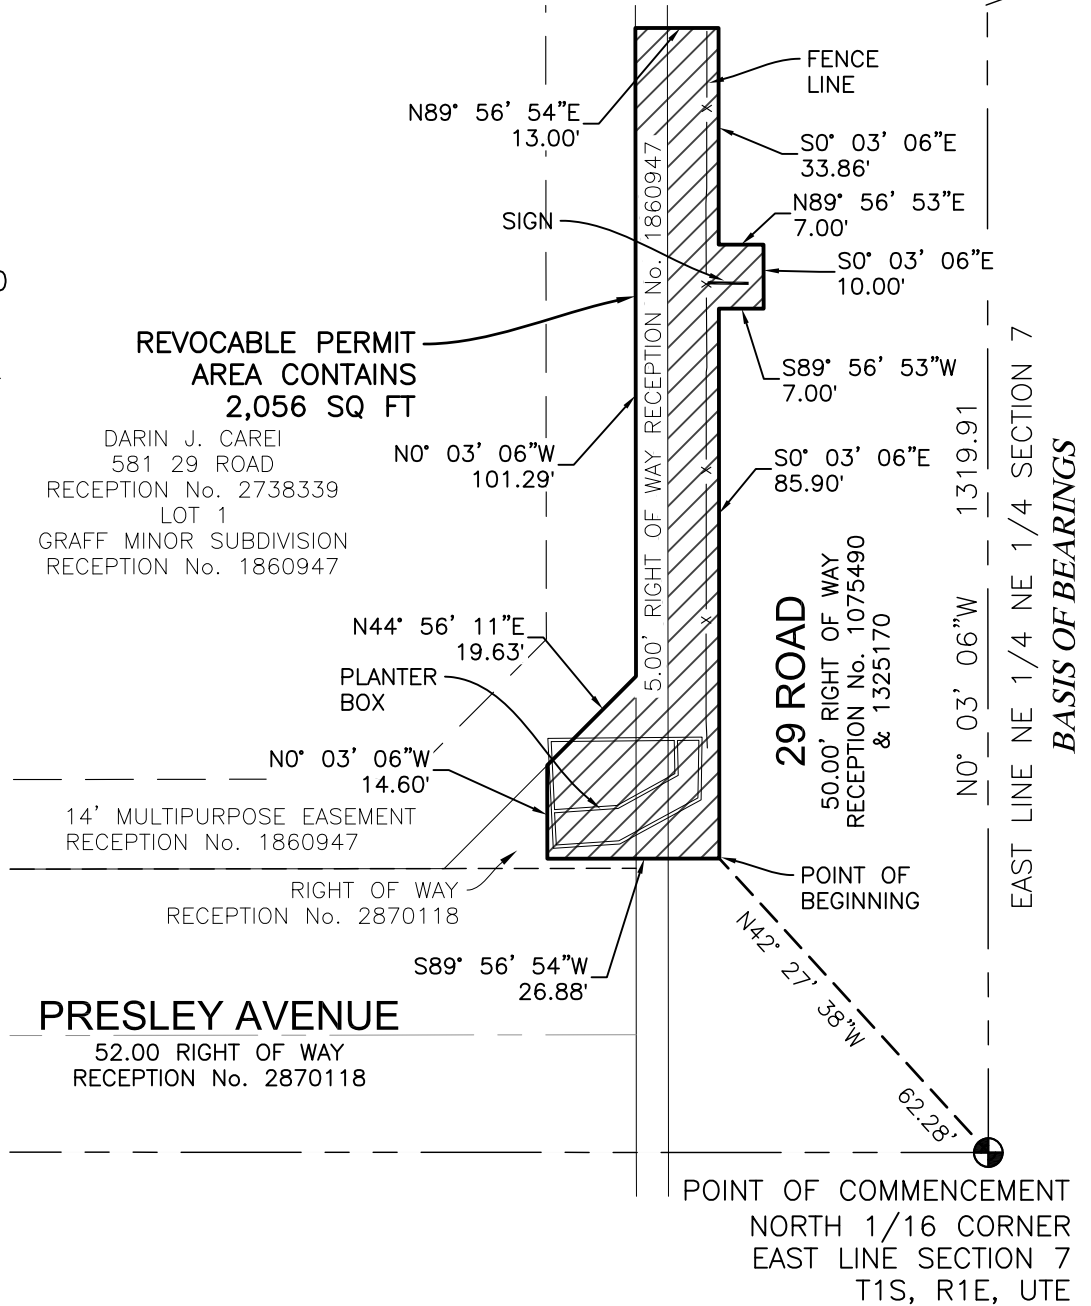 FENCE
LINE
N89° 56' 54"E
13.00'
S0° 03' 06"E
33.86'
N89° 56' 53"E
7.00'
SIGN
S0° 03' 06"E
10.00'
REVOCABLE PERMIT
AREA CONTAINS
2,056 SQ FT
S89° 56' 53"W
7.00'
DARIN J. CAREI
581 29 ROAD
RECEPTION No. 2738339
LOT 1
GRAFF MINOR SUBDIVISION
RECEPTION No. 1860947
N0° 03' 06"W
101.29'
S0° 03' 06"E
85.90'
5.00' RIGHT OF WAY RECEPTION No. 1860947
29 ROAD
50.00' RIGHT OF WAY
RECEPTION No. 1075490
& 1325170
N0° 03' 06"W 1319.91
EAST LINE NE 1/4 NE 1/4 SECTION 7
BASIS OF BEARINGS
N44° 56' 11"E
19.63'
PLANTER
BOX
N0° 03' 06"W
14.60'
14' MULTIPURPOSE EASEMENT
RECEPTION No. 1860947
RIGHT OF WAY
RECEPTION No. 2870118
POINT OF
BEGINNING
S89° 56' 54"W
26.88'
N42° 27' 38"W 62.28'
PRESLEY AVENUE
52.00 RIGHT OF WAY
RECEPTION No. 2870118
POINT OF COMMENCEMENT
NORTH 1/16 CORNER
EAST LINE SECTION 7
T1S, R1E, UTE